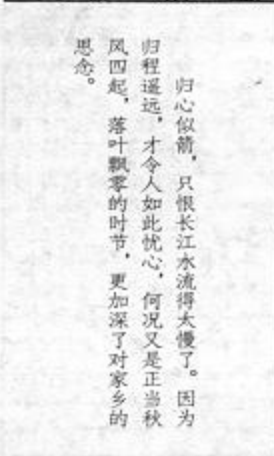 归心似箭，只恨长江水流得太慢了。因为
归程遥远，才令人如此忧心，何况又是正当秋
风四起，落叶飘零的时节，更加深了对家乡的
思念。